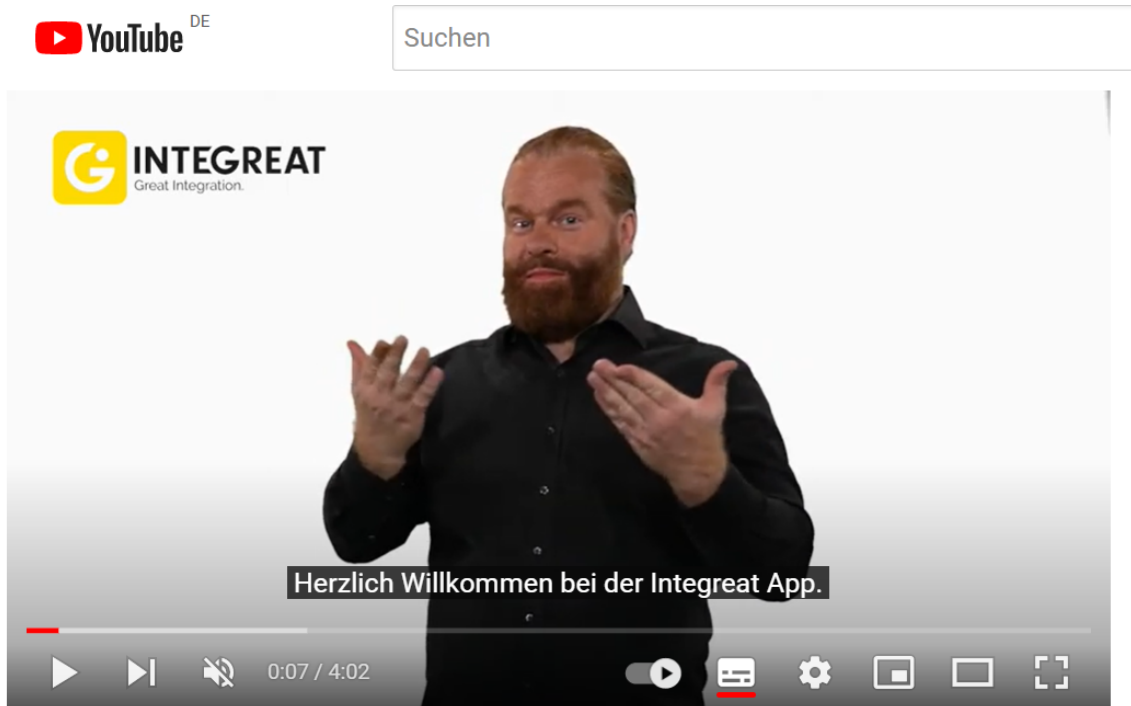 YouTube DE
Suchen
INTEGREAT
Great Integration.
Herzlich Willkommen bei der Integreat App.
0:07 / 4:02